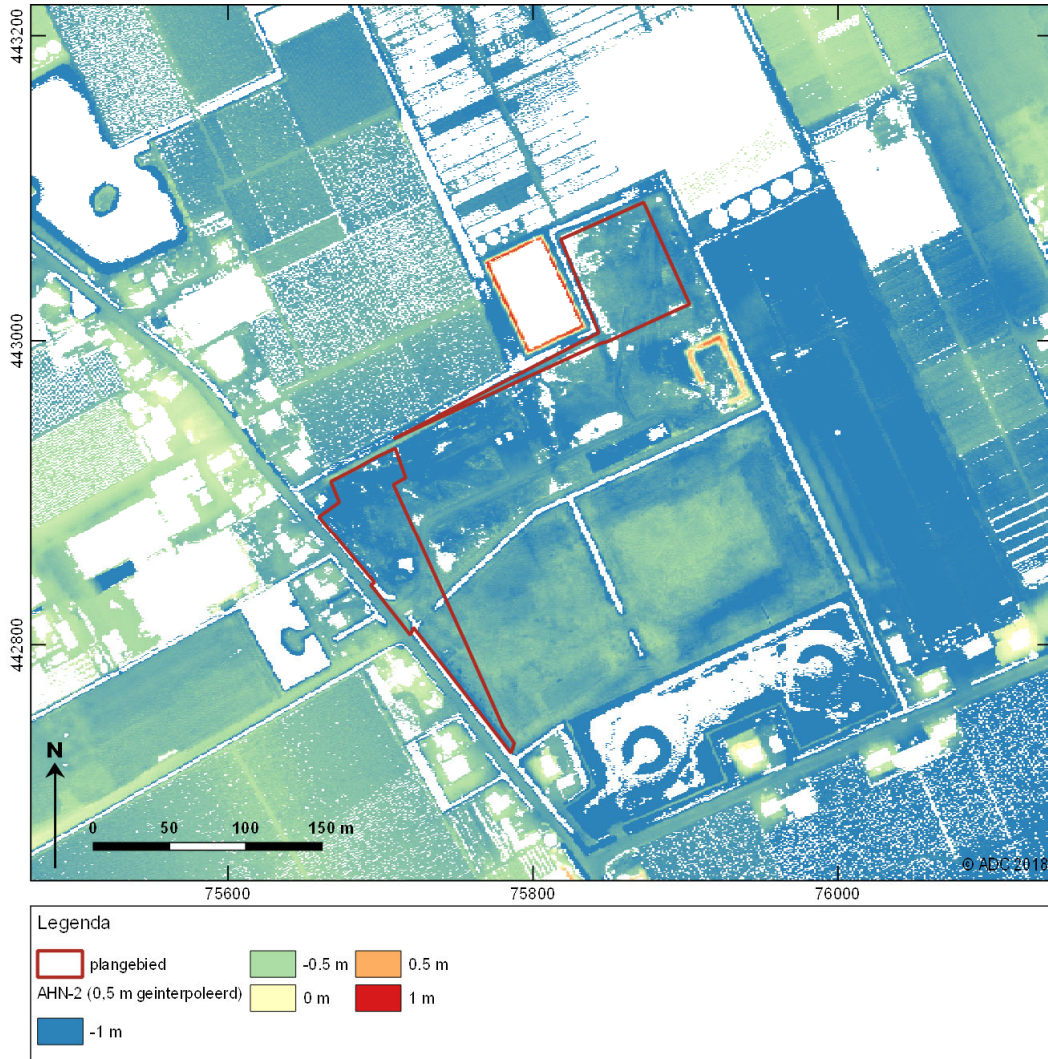 443200
443000
442800
N
0 50 100 150 m
© ADC 2018
75600 75800 76000
Legenda
plangebied -0.5 m 0.5 m
AHN-2 (0,5 m geinterpoleerd) 0 m 1 m
-1 m